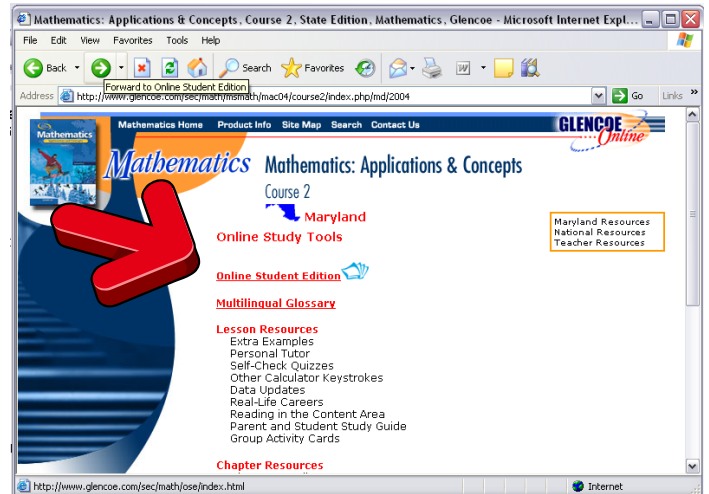 Mathematics: Applications & Concepts, Course 2, State Edition, Mathematics, Glencoe - Microsoft Internet Expl...
File Edit View Favorites Tools Help
Back Search Favorites
Forward to Online Student Edition
Address http://www.glencoe.com/sec/math/msmath/mac04/course2/index.php/md/2004 Go Links »
Mathematics Home Product Info Site Map Search Contact Us
GLENCOE Online
Mathematics
Mathematics Mathematics: Applications & Concepts
Course 2
Maryland
Online Study Tools
Maryland Resources
National Resources
Teacher Resources
Online Student Edition
Multilingual Glossary
Lesson Resources
Extra Examples
Personal Tutor
Self-Check Quizzes
Other Calculator Keystrokes
Data Updates
Real-Life Careers
Reading in the Content Area
Parent and Student Study Guide
Group Activity Cards
Chapter Resources
http://www.glencoe.com/sec/math/ose/index.html Internet